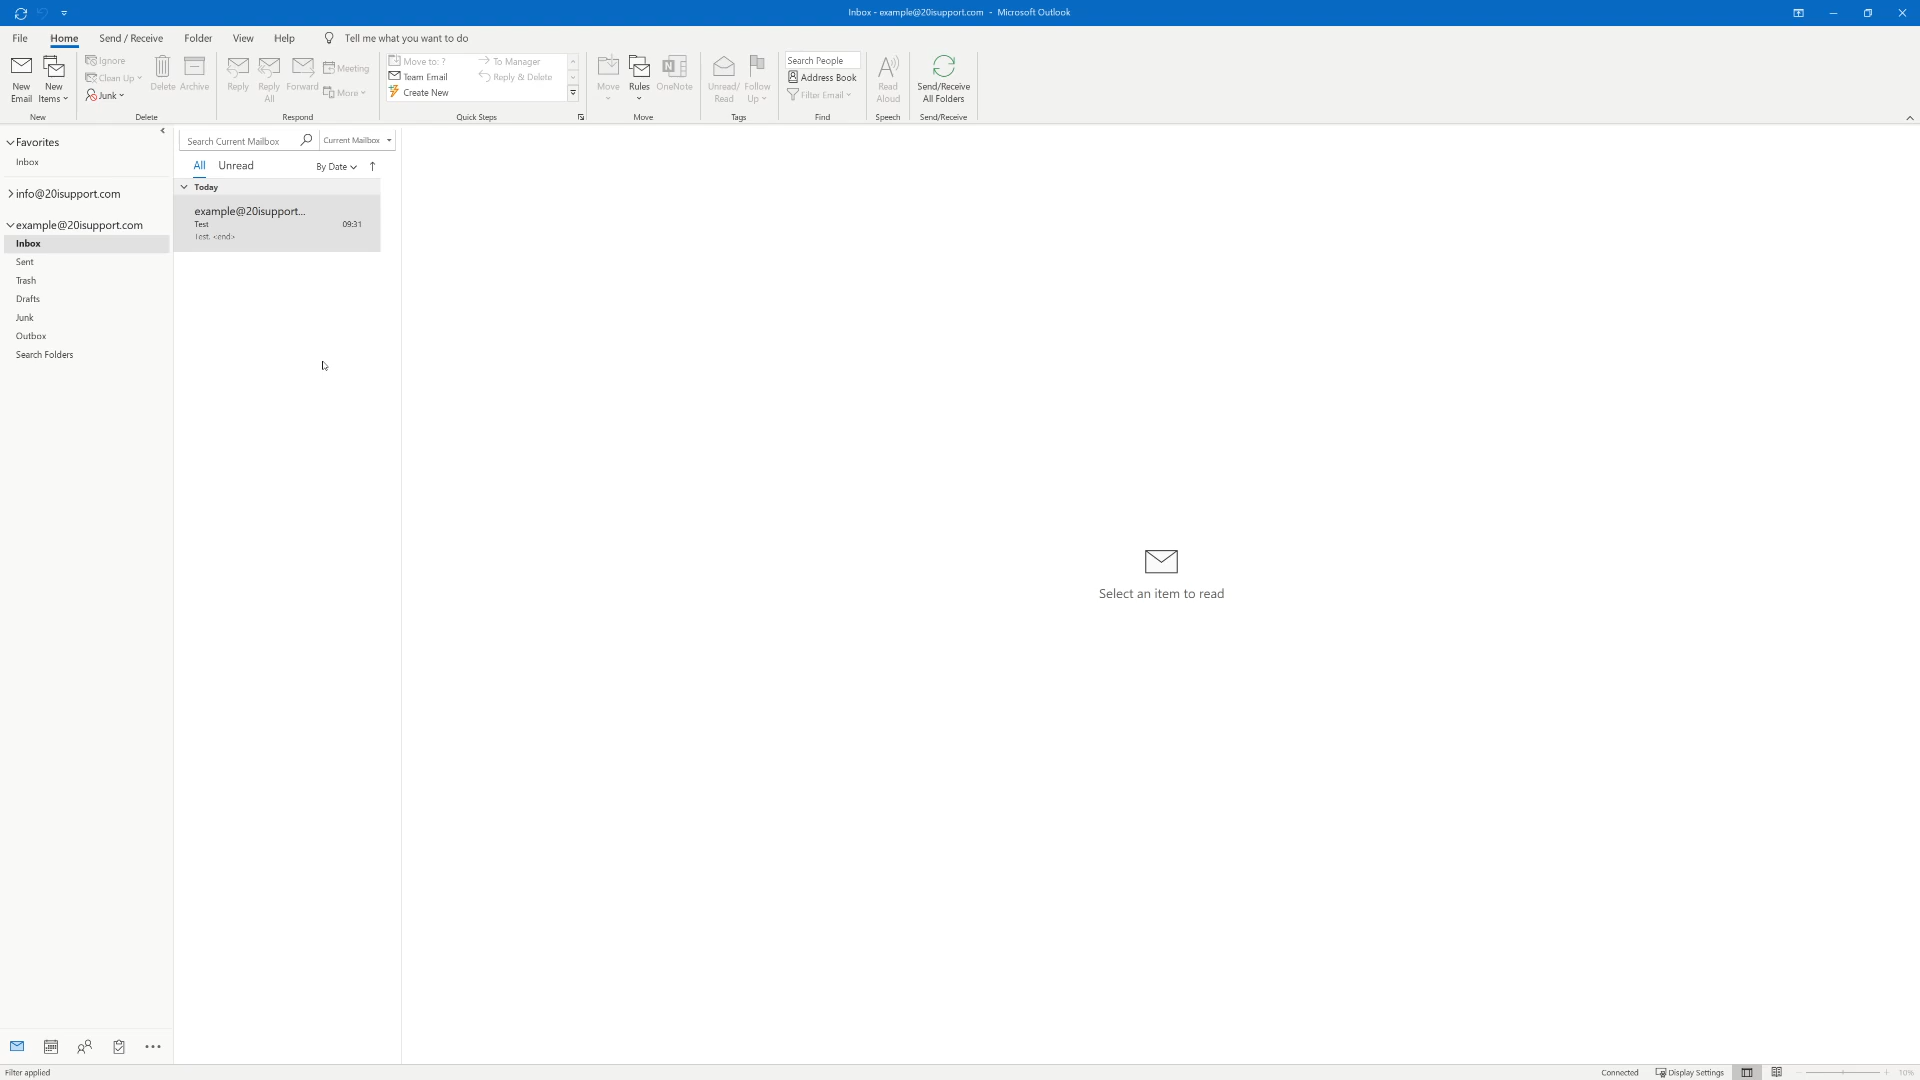 Inbox - example@20isupport.com - Microsoft Outlook
File Home Send / Receive Folder View Help Tell me what you want to do
New Email
New Items
New
Ignore
Clean Up
Junk
Delete
Archive
Delete
Reply
Reply All
Forward
Meeting
More
Respond
Move to: ?
Team Email
Create New
To Manager
Reply & Delete
Quick Steps
Move
Rules
OneNote
Move
Unread/ Read
Follow Up
Tags
Search People
Address Book
Filter Email
Find
Read Aloud
Speech
Send/Receive All Folders
Send/Receive
Favorites
Inbox
info@20isupport.com
example@20isupport.com
Inbox
Sent
Trash
Drafts
Junk
Outbox
Search Folders
Search Current Mailbox Current Mailbox
All Unread By Date
Today
example@20isupport...
Test 09:31
Test. <end>
Select an item to read
Filter applied
Connected Display Settings 10%